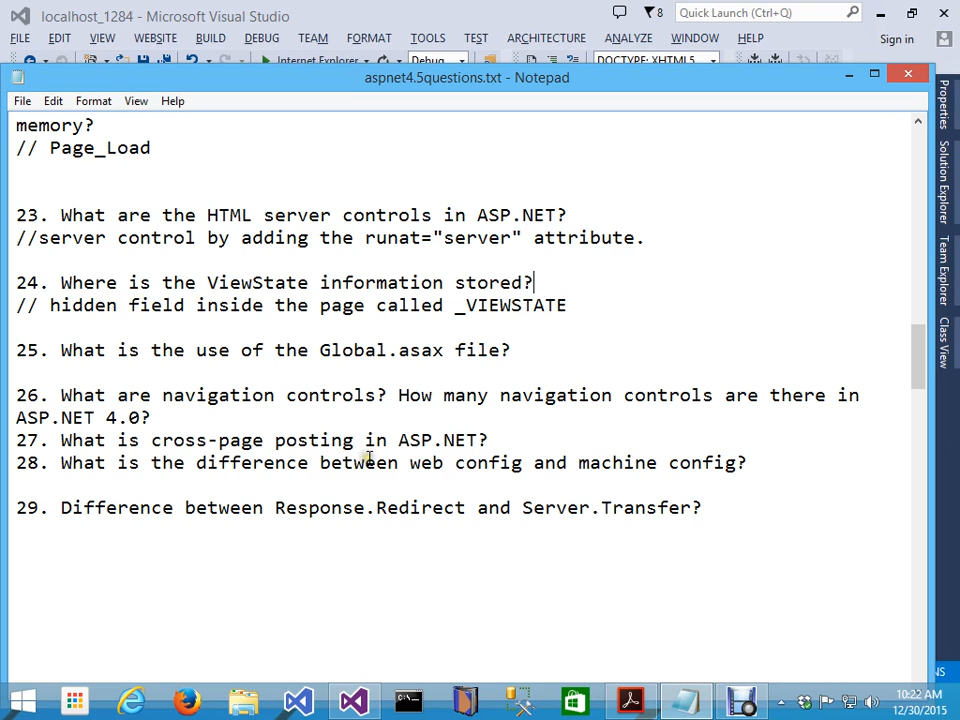 localhost_1284 - Microsoft Visual Studio
8
Quick Launch (Ctrl+Q)
FILE EDIT VIEW WEBSITE BUILD DEBUG TEAM FORMAT TOOLS TEST ARCHITECTURE ANALYZE WINDOW HELP
Sign in
Internet Explorer
Debug
DOCTYPE: XHTML5
aspnet4.5questions.txt - Notepad
File Edit Format View Help
memory?
// Page_Load
23. What are the HTML server controls in ASP.NET?
//server control by adding the runat="server" attribute.
24. Where is the ViewState information stored?
// hidden field inside the page called _VIEWSTATE
25. What is the use of the Global.asax file?
26. What are navigation controls? How many navigation controls are there in
ASP.NET 4.0?
27. What is cross-page posting in ASP.NET?
28. What is the difference between web config and machine config?
29. Difference between Response.Redirect and Server.Transfer?
Properties
Solution Explorer
Team Explorer
Class View
NS
10:22 AM
12/30/2015